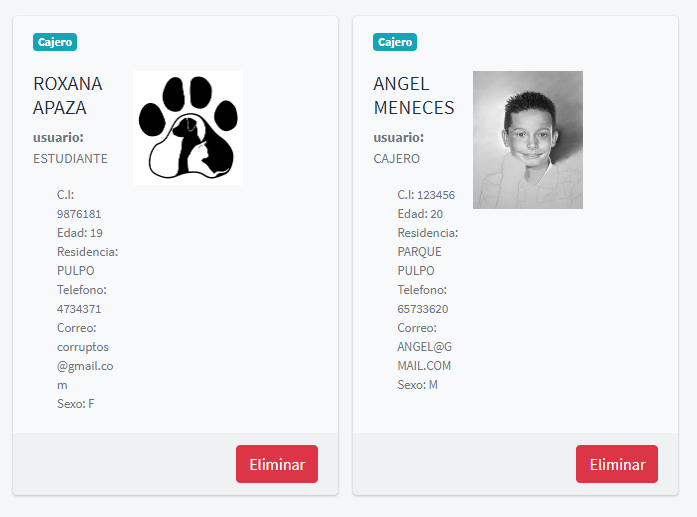 Cajero
ROXANA
APAZA
usuario:
ESTUDIANTE
C.I:
9876181
Edad: 19
Residencia:
PULPO
Telefono:
4734371
Correo:
corruptos
@gmail.co
m
Sexo: F
Eliminar
Cajero
ANGEL
MENECES
usuario:
CAJERO
C.I: 123456
Edad: 20
Residencia:
PARQUE
PULPO
Telefono:
65733620
Correo:
ANGEL@G
MAIL.COM
Sexo: M
Eliminar